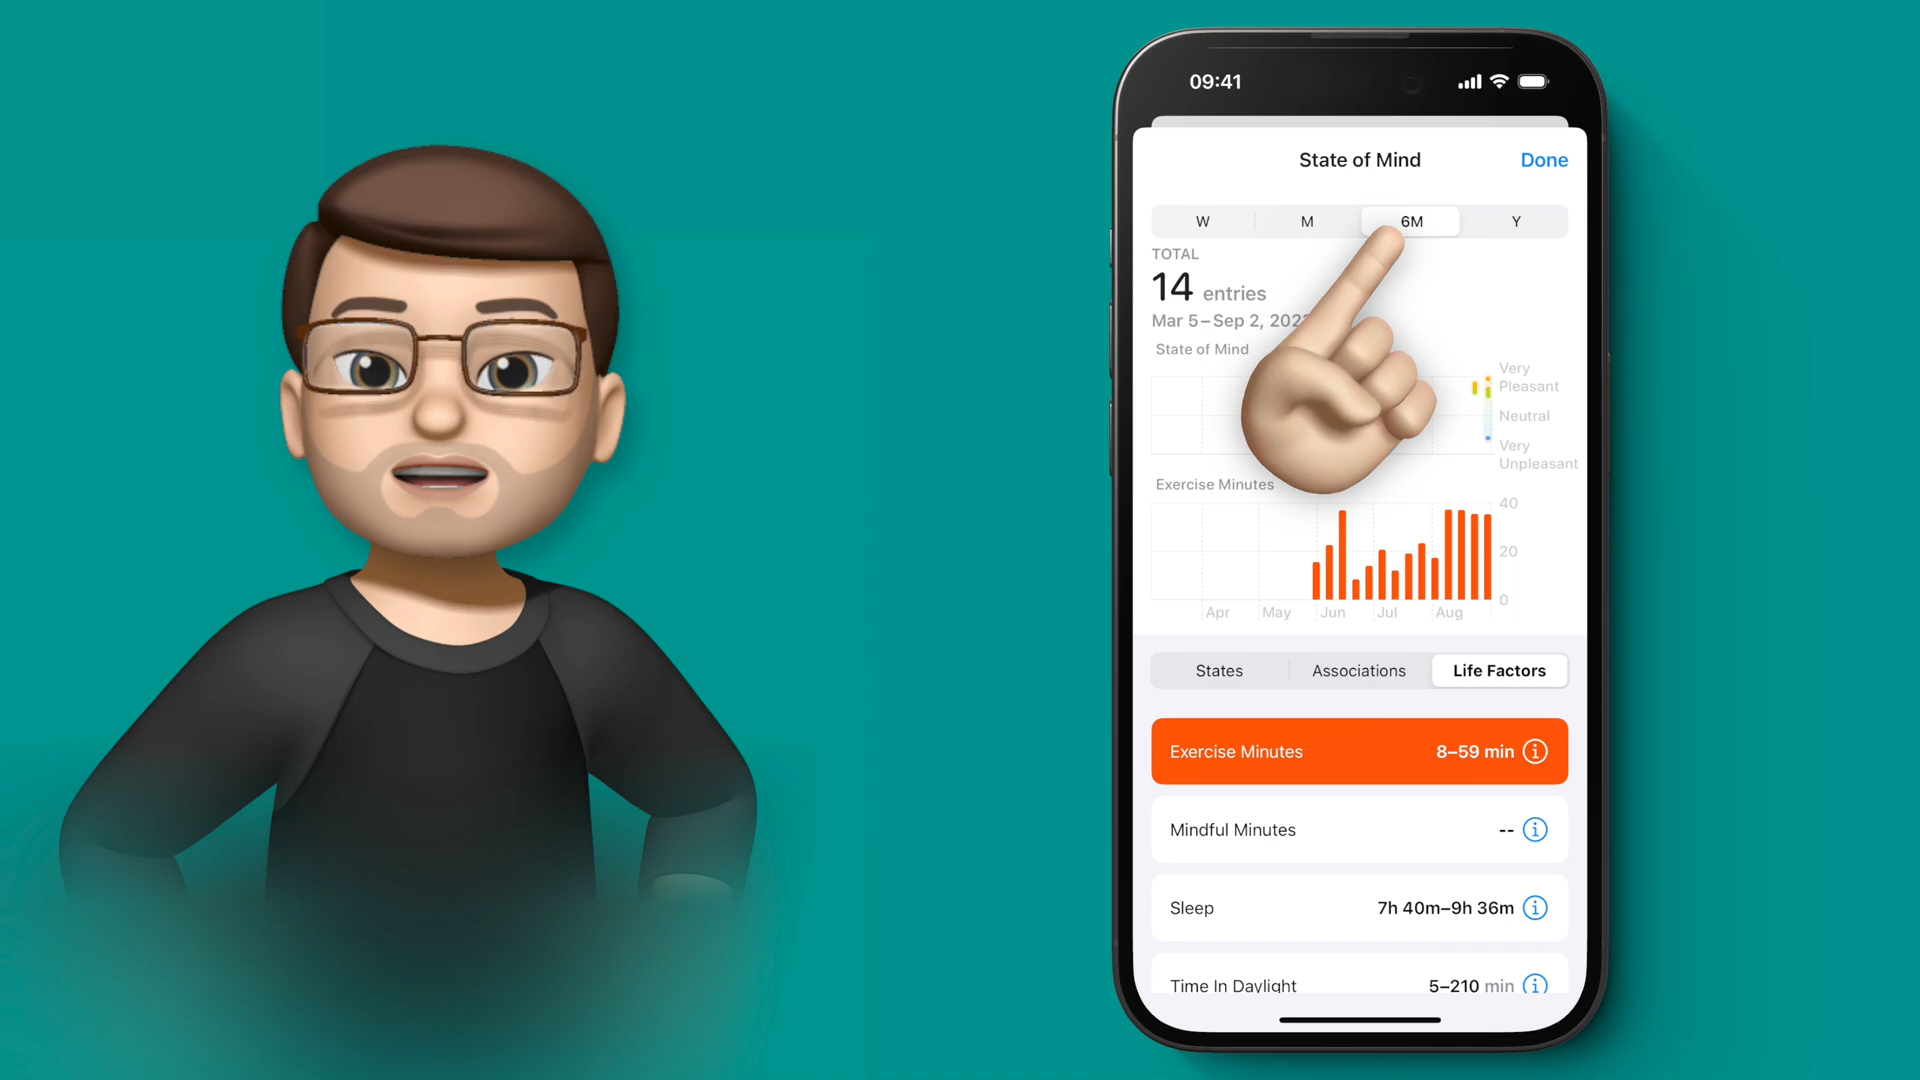 09:41
State of Mind
Done
W
M
6M
Y
TOTAL
14 entries
Mar 5–Sep 2,
State of Mind
Very
Pleasant
Neutral
Very
Unpleasant
Exercise Minutes
40
20
0
Apr
May
Jun
Jul
Aug
States
Associations
Life Factors
Exercise Minutes
8–59 min
Mindful Minutes
--
Sleep
7h 40m–9h 36m
Time In Daylight
5–210 min